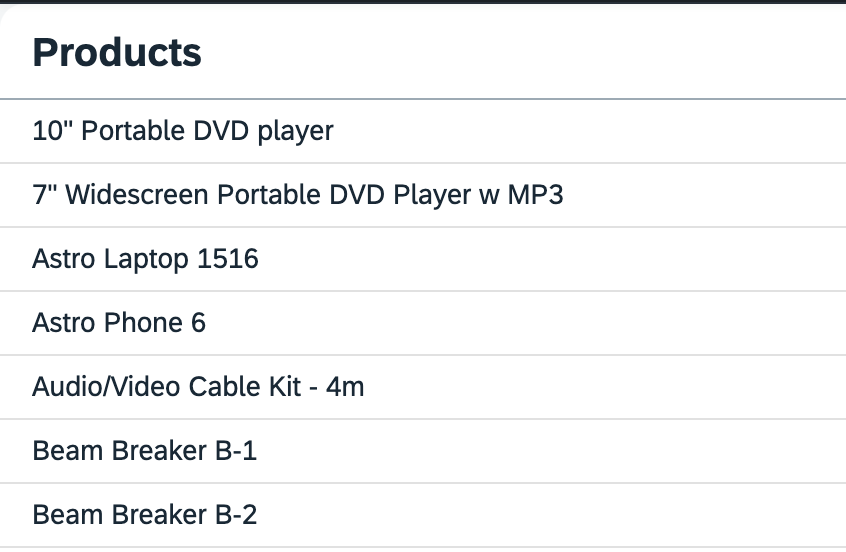 Products
10" Portable DVD player
7" Widescreen Portable DVD Player w MP3
Astro Laptop 1516
Astro Phone 6
Audio/Video Cable Kit - 4m
Beam Breaker B-1
Beam Breaker B-2